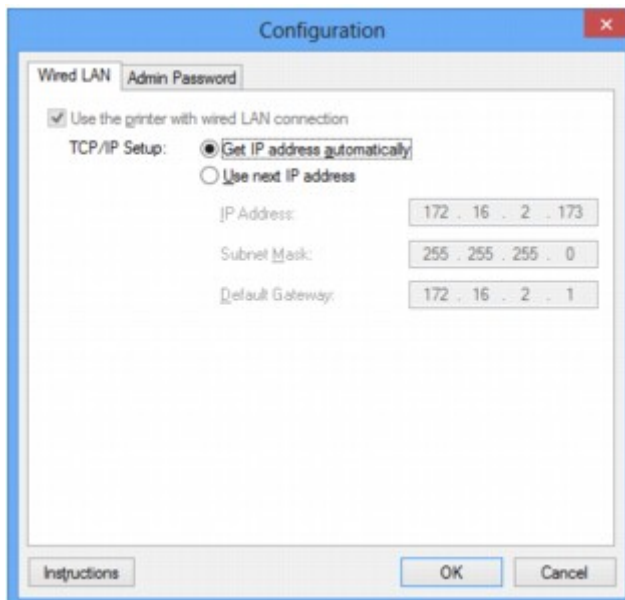 Configuration
Wired LAN Admin Password
Use the printer with wired LAN connection
TCP/IP Setup: Get IP address automatically
Use next IP address
IP Address: 172 . 16 . 2 . 173
Subnet Mask: 255 . 255 . 255 . 0
Default Gateway: 172 . 16 . 2 . 1
Instructions OK Cancel